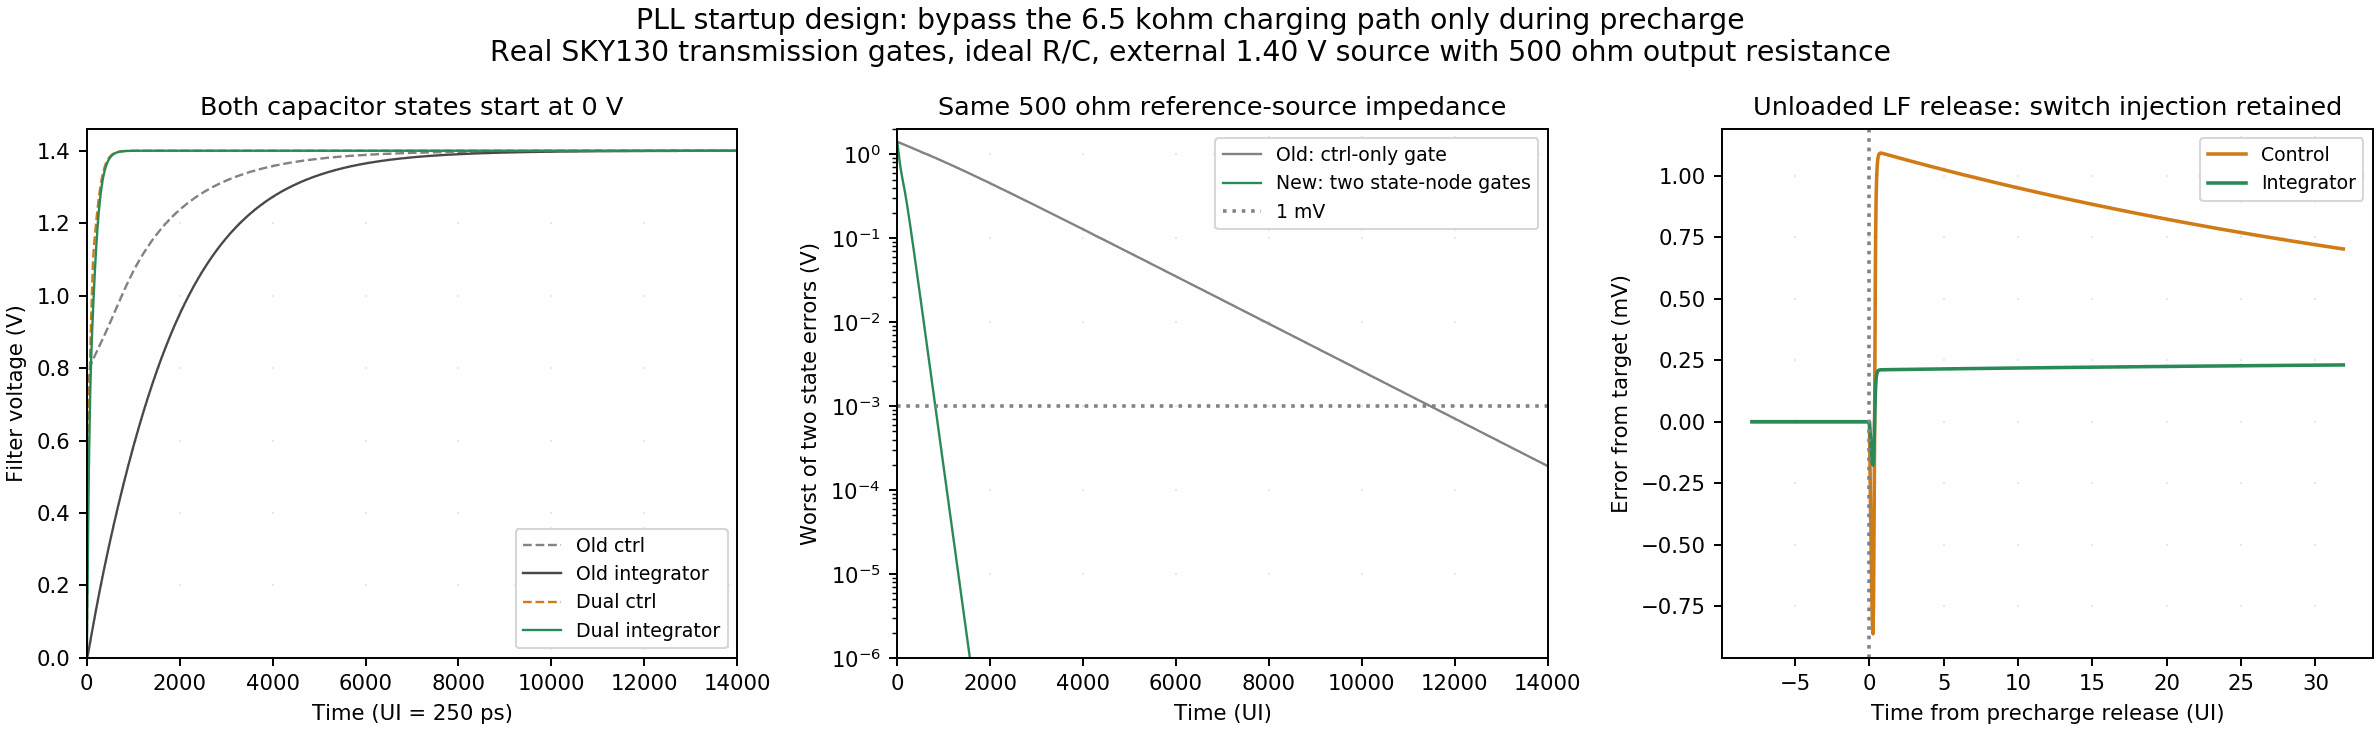 PLL startup design: bypass the 6.5 kohm charging path only during precharge
Real SKY130 transmission gates, ideal R/C, external 1.40 V source with 500 ohm output resistance
Both capacitor states start at 0 V
Filter voltage (V)
1.4
1.2
1.0
0.8
0.6
0.4
0.2
0.0
Old ctrl
Old integrator
Dual ctrl
Dual integrator
0 2000 4000 6000 8000 10000 12000 14000
Time (UI = 250 ps)
Same 500 ohm reference-source impedance
Worst of two state errors (V)
10⁰
10⁻¹
10⁻²
10⁻³
10⁻⁴
10⁻⁵
10⁻⁶
Old: ctrl-only gate
New: two state-node gates
1 mV
0 2000 4000 6000 8000 10000 12000 14000
Time (UI)
Unloaded LF release: switch injection retained
Error from target (mV)
1.00
0.75
0.50
0.25
0.00
−0.25
−0.50
−0.75
Control
Integrator
−5 0 5 10 15 20 25 30
Time from precharge release (UI)